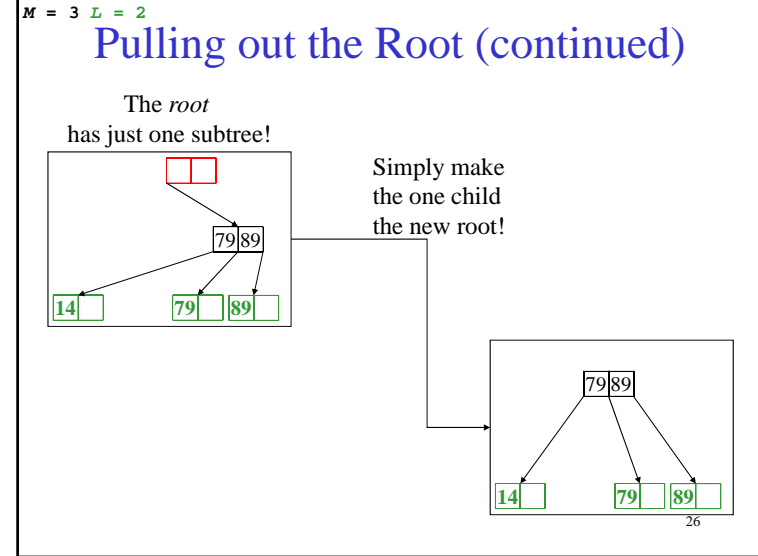 M = 3 L = 2
Pulling out the Root (continued)
The root
has just one subtree!
Simply make
the one child
the new root!
79 89
14 79 89
79 89
14 79 89
26